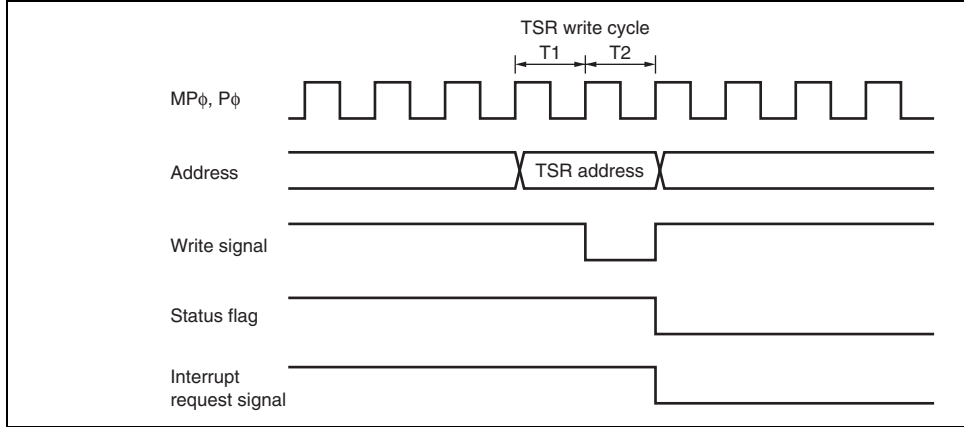 TSR write cycle
T1 T2
MPφ, Pφ
Address
TSR address
Write signal
Status flag
Interrupt
request signal